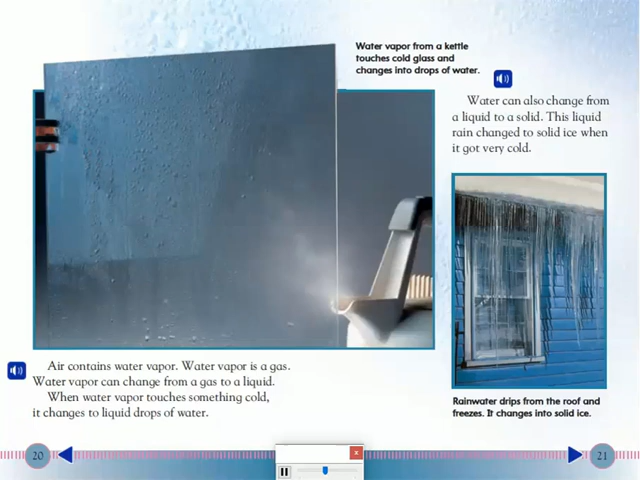 Water vapor from a kettle
touches cold glass and
changes into drops of water.
Air contains water vapor. Water vapor is a gas.
Water vapor can change from a gas to a liquid.
When water vapor touches something cold,
it changes to liquid drops of water.
Water can also change from
a liquid to a solid. This liquid
rain changed to solid ice when
it got very cold.
Rainwater drips from the roof and
freezes. It changes into solid ice.
20
21